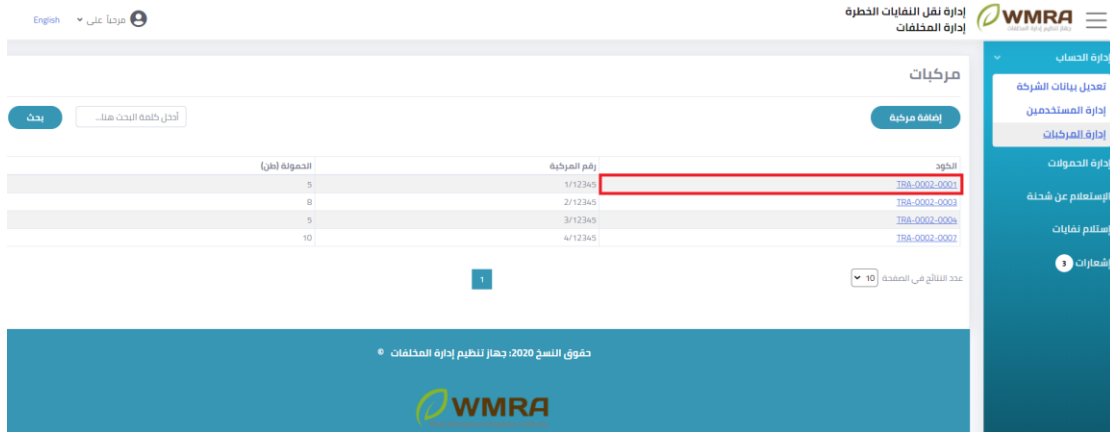 WMRA
جهاز تنظيم إدارة المخلفات
إدارة نقل النفايات الخطرة
إدارة المخلفات
مرحباً على
English
إدارة الحساب
تعديل بيانات الشركة
إدارة المستخدمين
إدارة المركبات
إدارة الحمولات
الإستعلام عن شحنة
إستلام نفايات
إشعارات 3
مركبات
إضافة مركبة
أدخل كلمة البحث هنا...
بحث
الكود رقم المركبة الحمولة (طن)
TRA-0002-0001 1/12345 5
TRA-0002-0003 2/12345 8
TRA-0002-0004 3/12345 5
TRA-0002-0007 4/12345 10
عدد النتائج في الصفحة 10
1
حقوق النسخ 2020: جهاز تنظيم إدارة المخلفات ©
WMRA